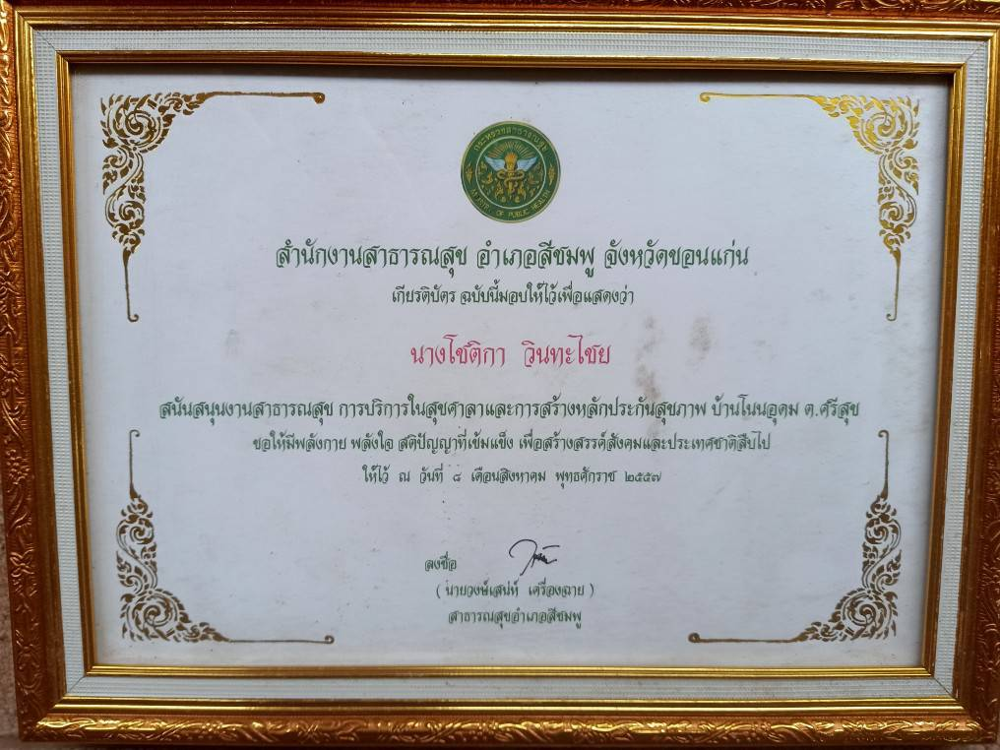 กระทรวงสาธารณสุข
MINISTRY OF PUBLIC HEALTH
สำนักงานสาธารณสุข อำเภอสีชมพู จังหวัดขอนแก่น
เกียรติบัตร ฉบับนี้มอบให้ไว้เพื่อแสดงว่า
นางโชติกา วินทะไชย
สนับสนุนงานสาธารณสุข การบริการในสุขศาลาและการสร้างหลักประกันสุขภาพ บ้านโนนอุดม ต.ศรีสุข
ขอให้มีพลังกาย พลังใจ สติปัญญาที่เข้มแข็ง เพื่อสร้างสรรค์สังคมและประเทศชาติสืบไป
ให้ไว้ ณ วันที่ ๘ เดือนสิงหาคม พุทธศักราช ๒๕๕๗
ลงชื่อ
( นายวงษ์เสน่ห์ เครื่องฉาย )
สาธารณสุขอำเภอสีชมพู